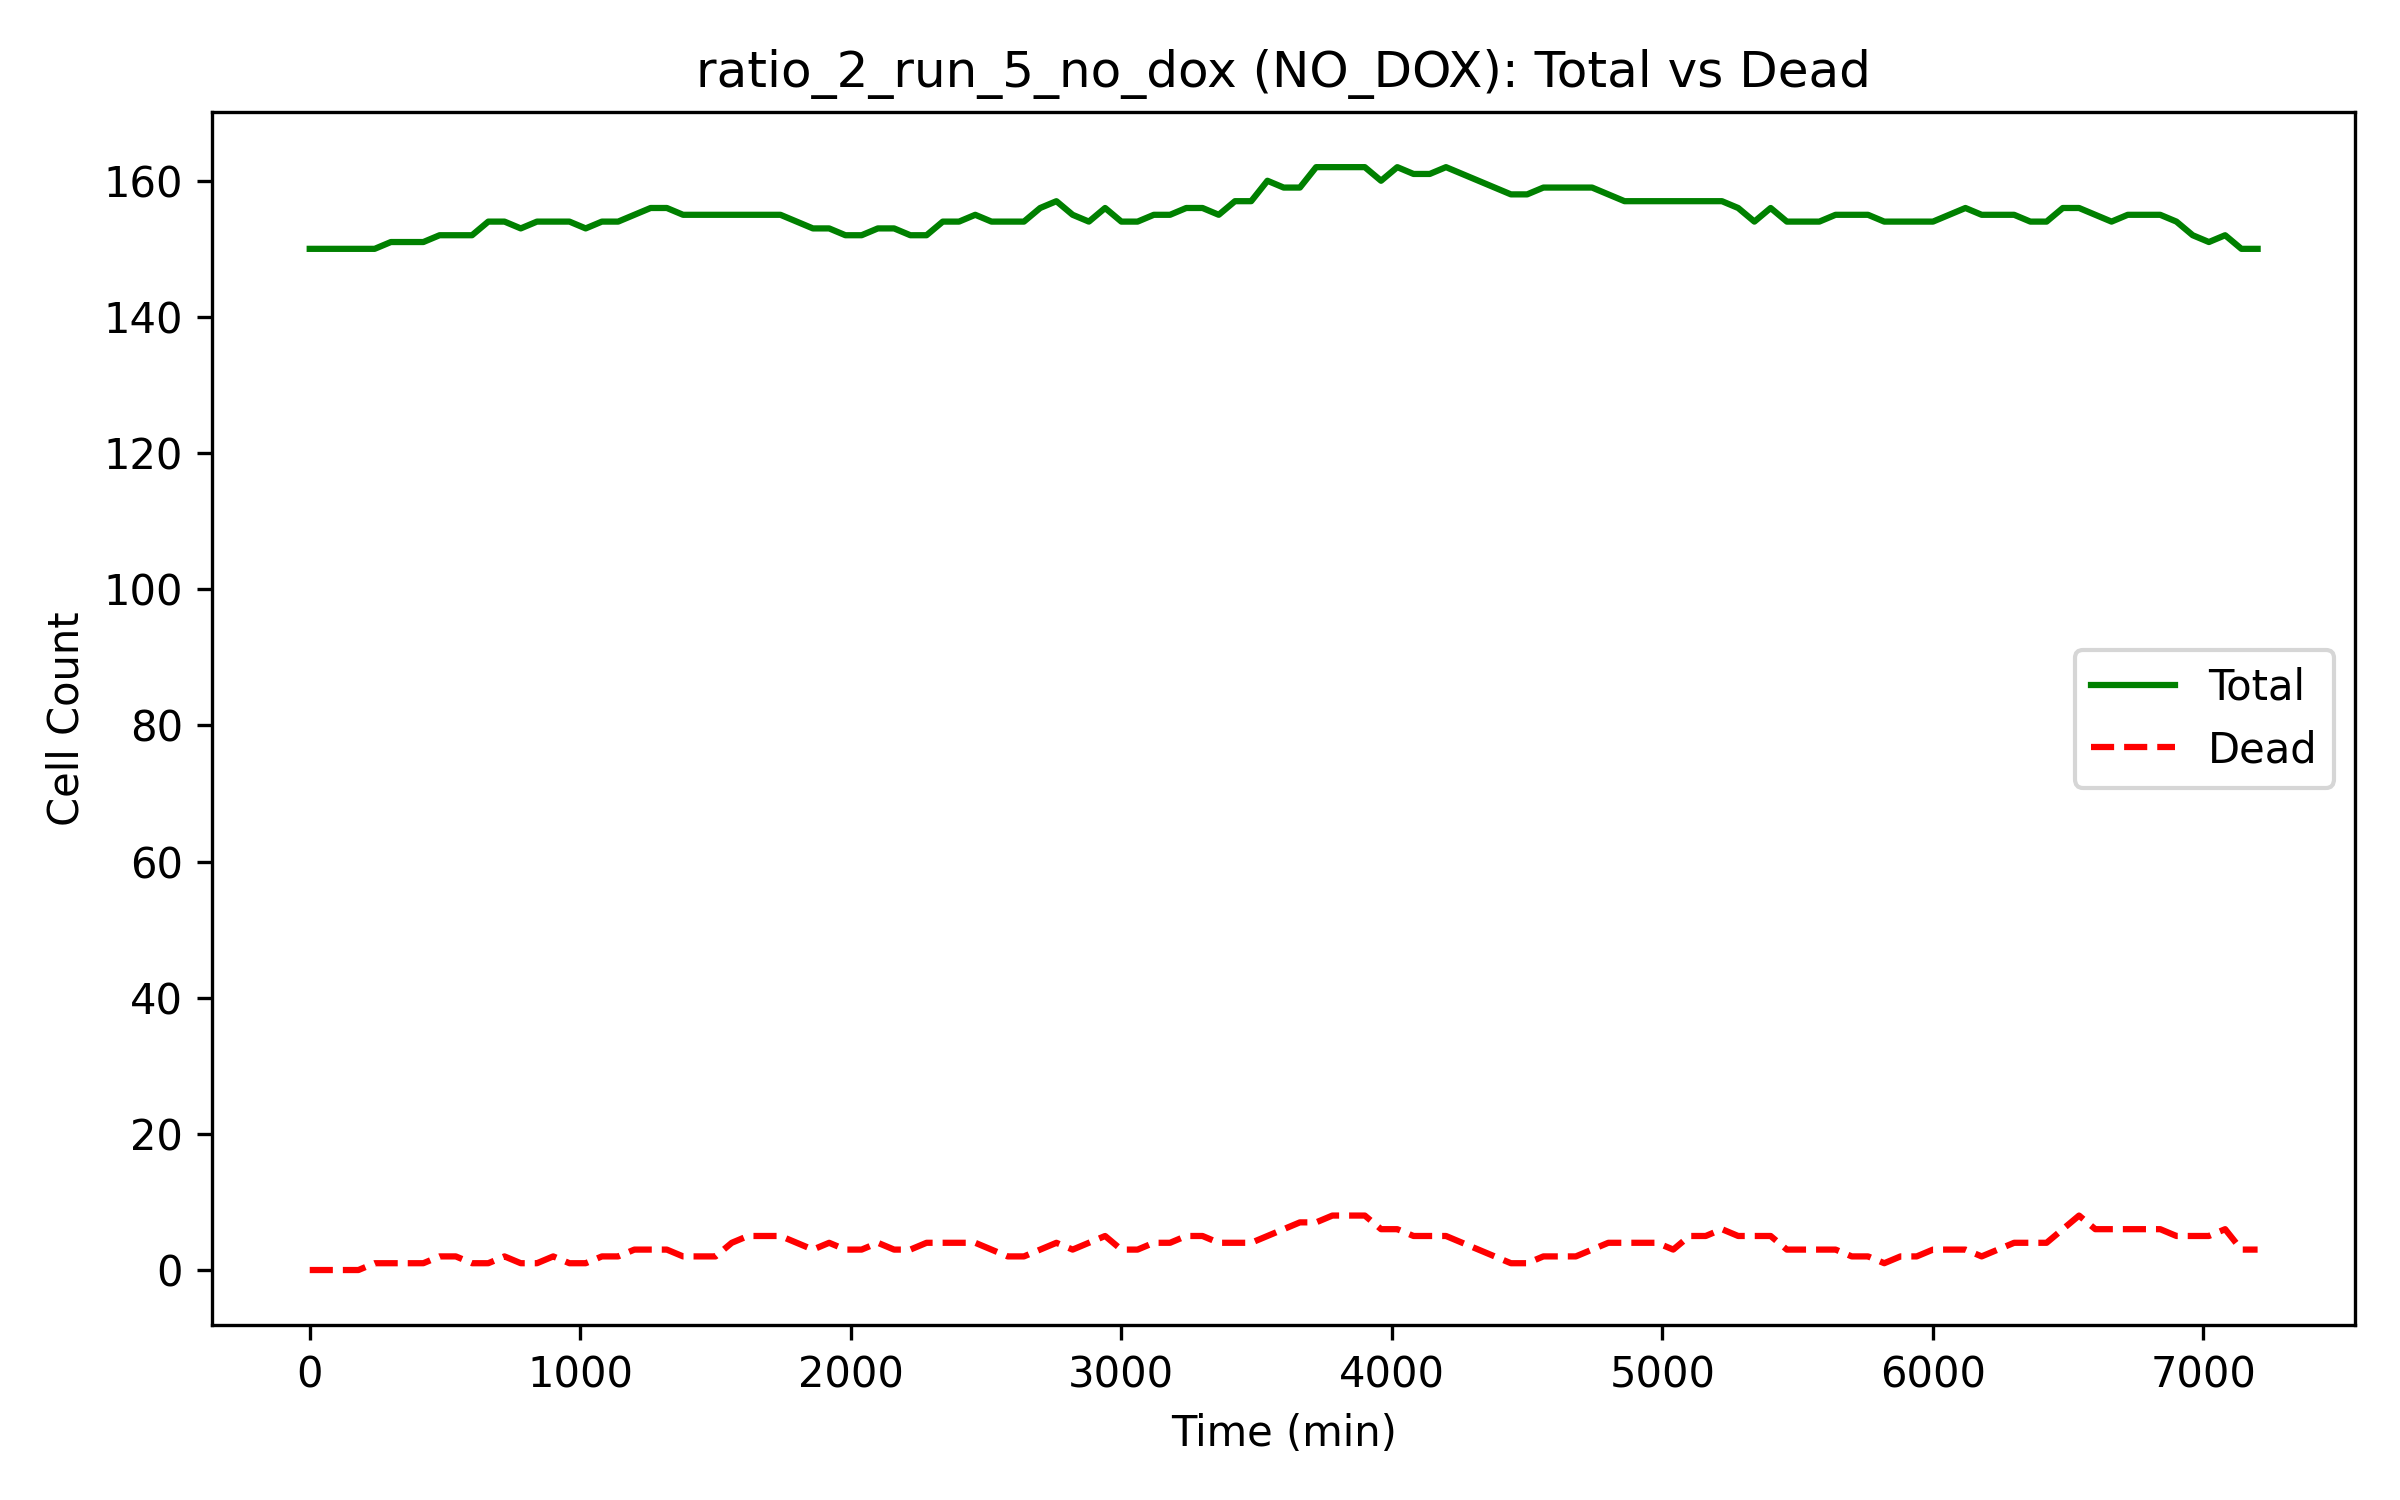 ratio_2_run_5_no_dox (NO_DOX): Total vs Dead
160
140
120
100
80
60
40
20
0
Cell Count
Total
Dead
0 1000 2000 3000 4000 5000 6000 7000
Time (min)